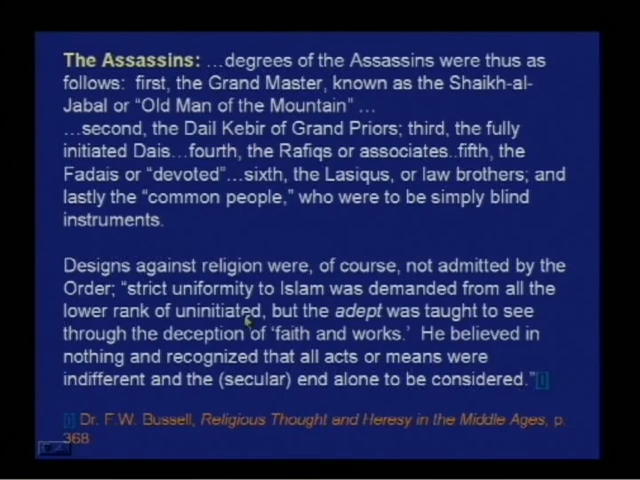 The Assassins: …degrees of the Assassins were thus as
follows: first, the Grand Master, known as the Shaikh-al-
Jabal or “Old Man of the Mountain” …
…second, the Dail Kebir of Grand Priors; third, the fully
initiated Dais…fourth, the Rafiqs or associates..fifth, the
Fadais or “devoted”…sixth, the Lasiqus, or law brothers; and
lastly the “common people,” who were to be simply blind
instruments.
Designs against religion were, of course, not admitted by the
Order; “strict uniformity to Islam was demanded from all the
lower rank of uninitiated, but the adept was taught to see
through the deception of ‘faith and works.’ He believed in
nothing and recognized that all acts or means were
indifferent and the (secular) end alone to be considered.”[]
[] Dr. F.W. Bussell, Religious Thought and Heresy in the Middle Ages, p.
368